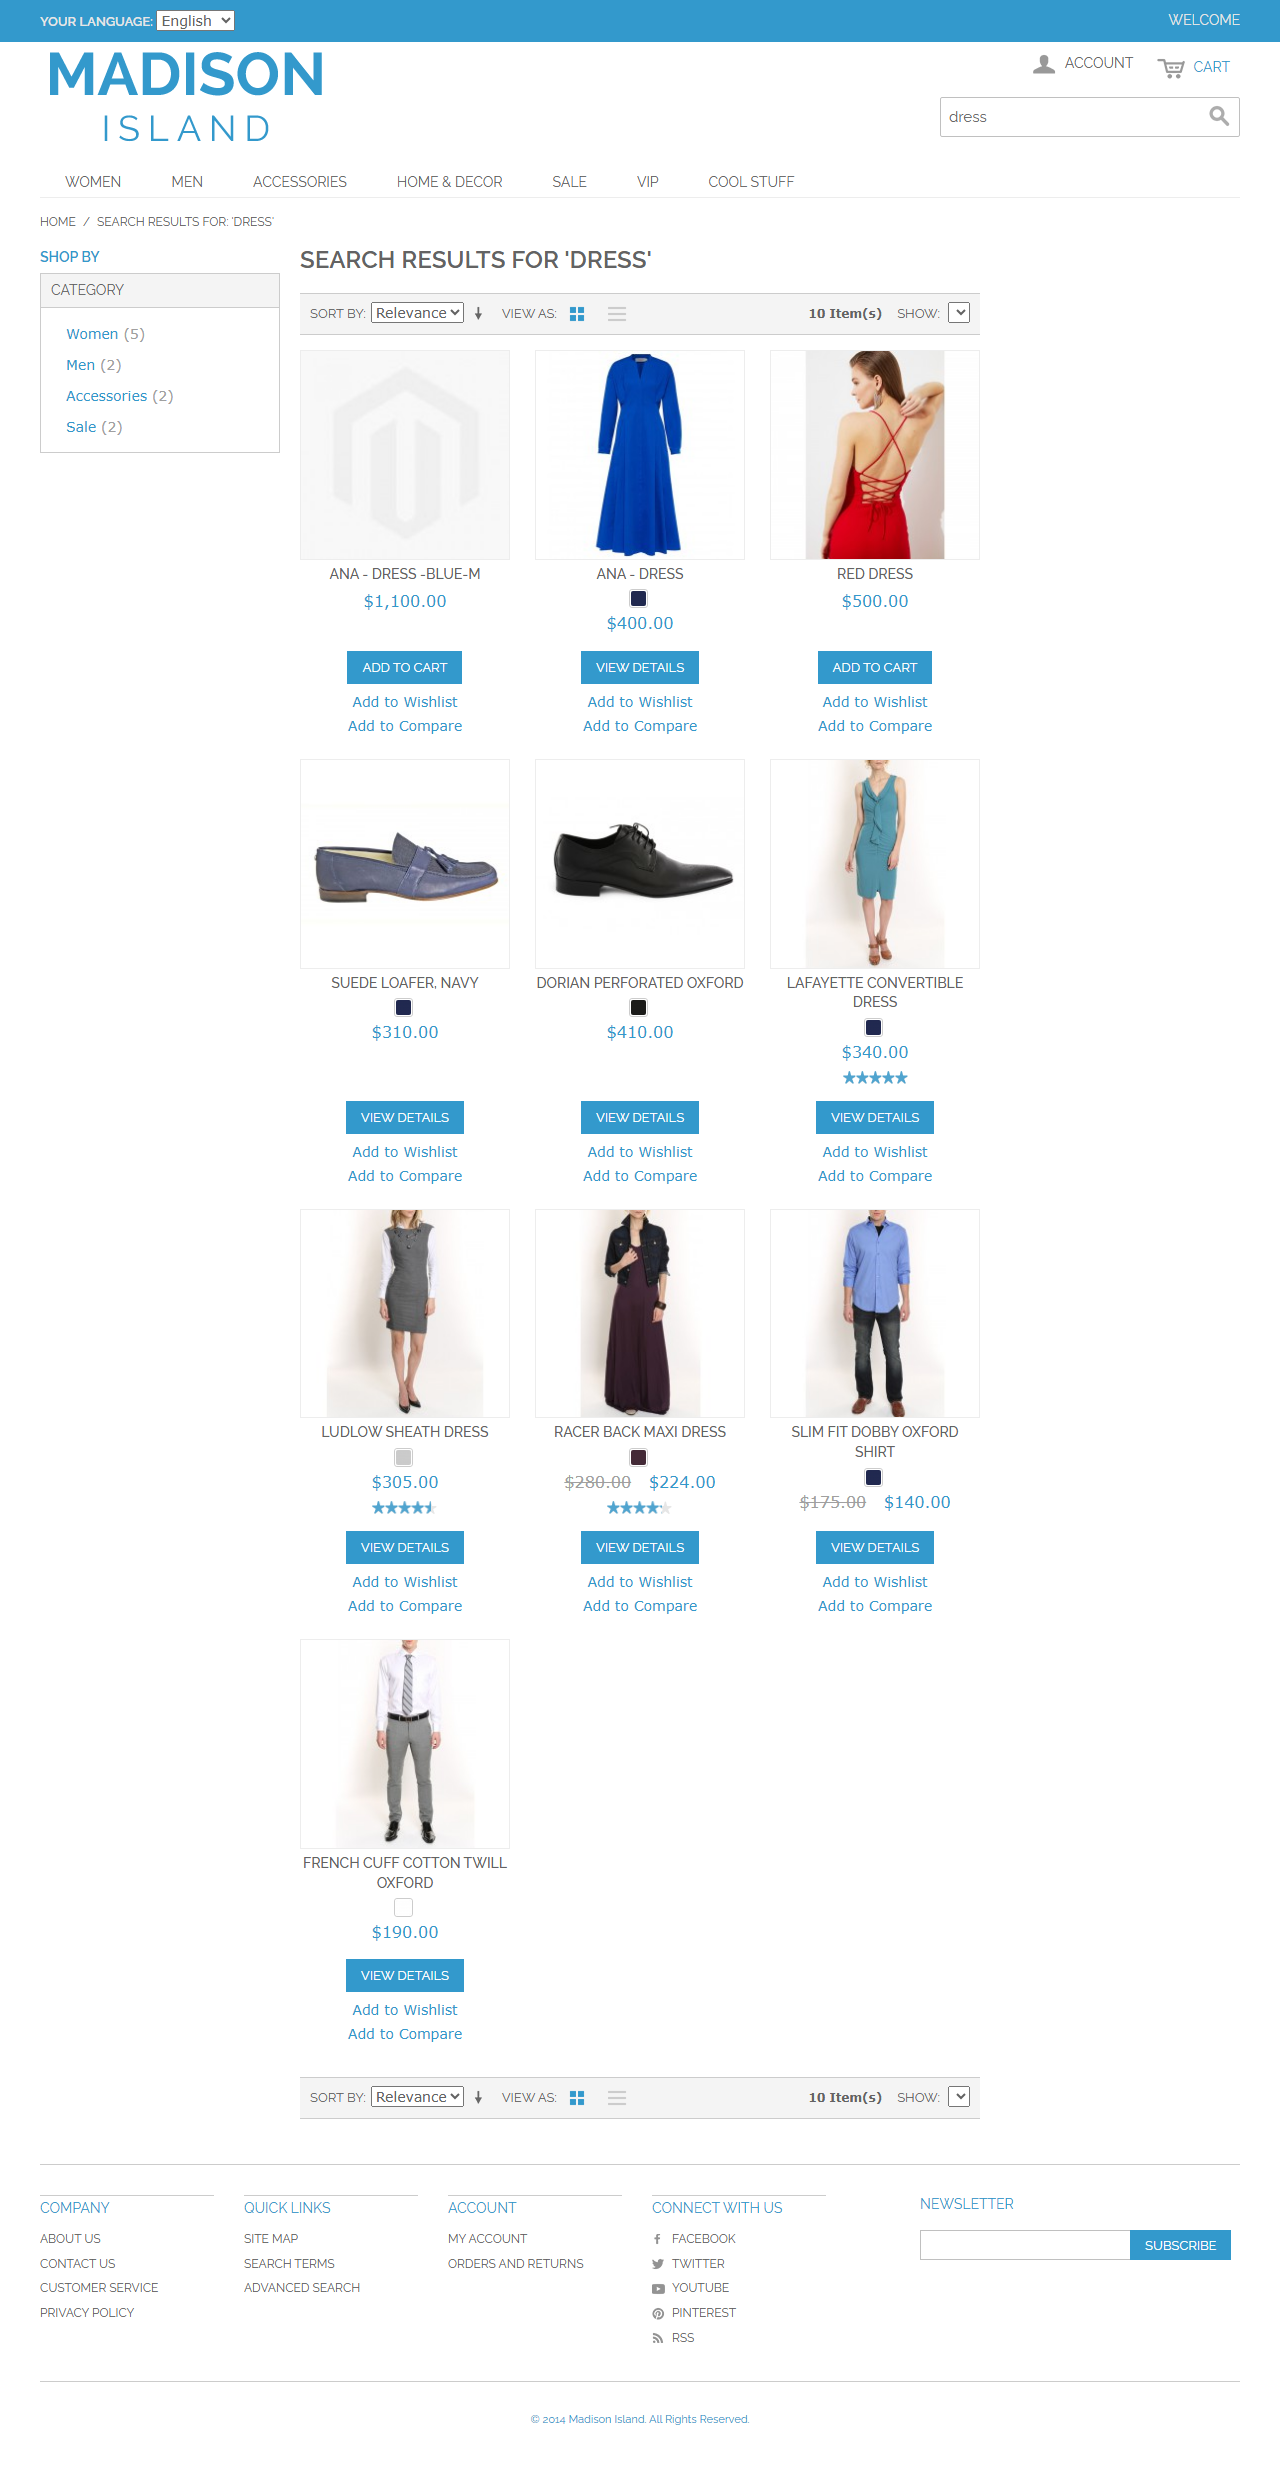 YOUR LANGUAGE: English
WELCOME
MADISON
ISLAND
ACCOUNT
CART
dress
WOMEN
MEN
ACCESSORIES
HOME & DECOR
SALE
VIP
COOL STUFF
HOME / SEARCH RESULTS FOR: 'DRESS'
SHOP BY
CATEGORY
Women (5)
Men (2)
Accessories (2)
Sale (2)
SEARCH RESULTS FOR 'DRESS'
SORT BY: Relevance
VIEW AS:
10 Item(s)
SHOW:
ANA - DRESS -BLUE-M
$1,100.00
ADD TO CART
Add to Wishlist
Add to Compare
ANA - DRESS
$400.00
VIEW DETAILS
Add to Wishlist
Add to Compare
RED DRESS
$500.00
ADD TO CART
Add to Wishlist
Add to Compare
SUEDE LOAFER, NAVY
$310.00
VIEW DETAILS
Add to Wishlist
Add to Compare
DORIAN PERFORATED OXFORD
$410.00
VIEW DETAILS
Add to Wishlist
Add to Compare
LAFAYETTE CONVERTIBLE
DRESS
$340.00
VIEW DETAILS
Add to Wishlist
Add to Compare
LUDLOW SHEATH DRESS
$305.00
VIEW DETAILS
Add to Wishlist
Add to Compare
RACER BACK MAXI DRESS
$280.00 $224.00
VIEW DETAILS
Add to Wishlist
Add to Compare
SLIM FIT DOBBY OXFORD
SHIRT
$175.00 $140.00
VIEW DETAILS
Add to Wishlist
Add to Compare
FRENCH CUFF COTTON TWILL
OXFORD
$190.00
VIEW DETAILS
Add to Wishlist
Add to Compare
SORT BY: Relevance
VIEW AS:
10 Item(s)
SHOW:
COMPANY
ABOUT US
CONTACT US
CUSTOMER SERVICE
PRIVACY POLICY
QUICK LINKS
SITE MAP
SEARCH TERMS
ADVANCED SEARCH
ACCOUNT
MY ACCOUNT
ORDERS AND RETURNS
CONNECT WITH US
FACEBOOK
TWITTER
YOUTUBE
PINTEREST
RSS
NEWSLETTER
SUBSCRIBE
© 2014 Madison Island. All Rights Reserved.